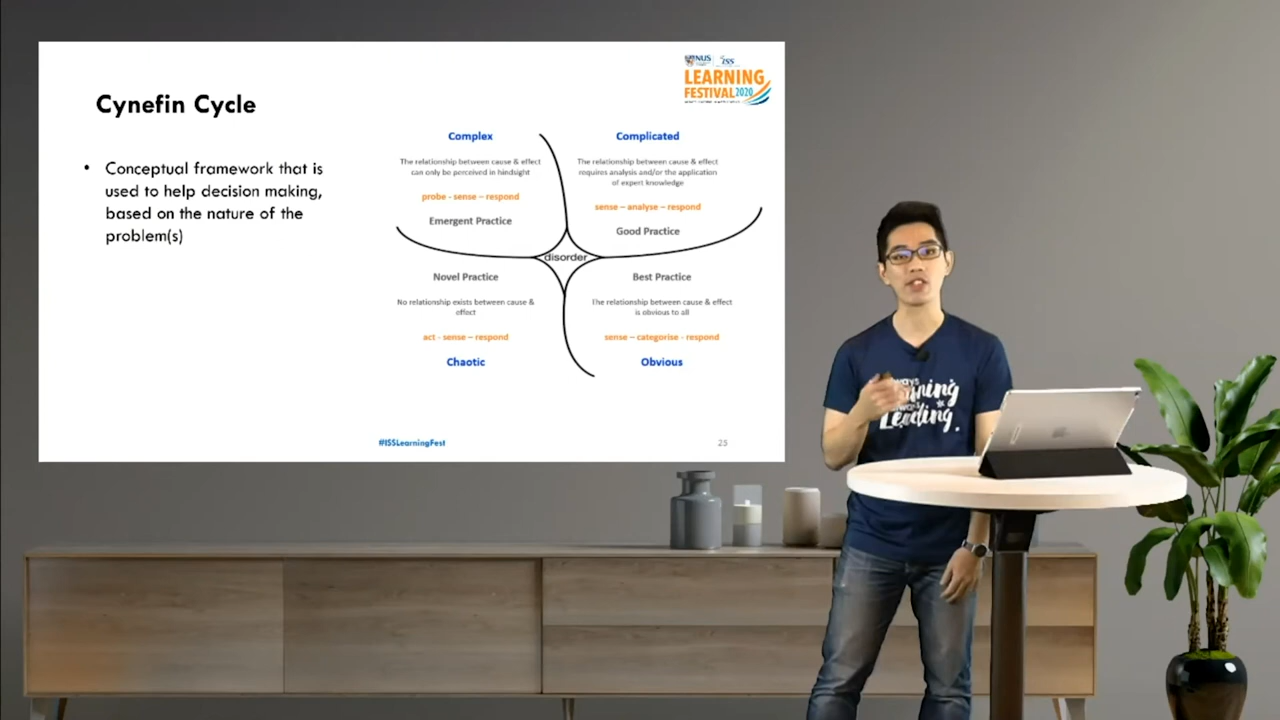 Cynefin Cycle
• Conceptual framework that is
used to help decision making,
based on the nature of the
problem(s)
NUS
ISS
LEARNING
FESTIVAL 2020
Complex
The relationship between cause & effect
can only be perceived in hindsight
probe - sense – respond
Emergent Practice
Complicated
The relationship between cause & effect
requires analysis and/or the application
of expert knowledge
sense – analyse – respond
Good Practice
disorder
Novel Practice
No relationship exists between cause &
effect
act - sense – respond
Chaotic
Best Practice
The relationship between cause & effect
is obvious to all
sense – categorise - respond
Obvious
#ISSLearningFest
25
Leading.